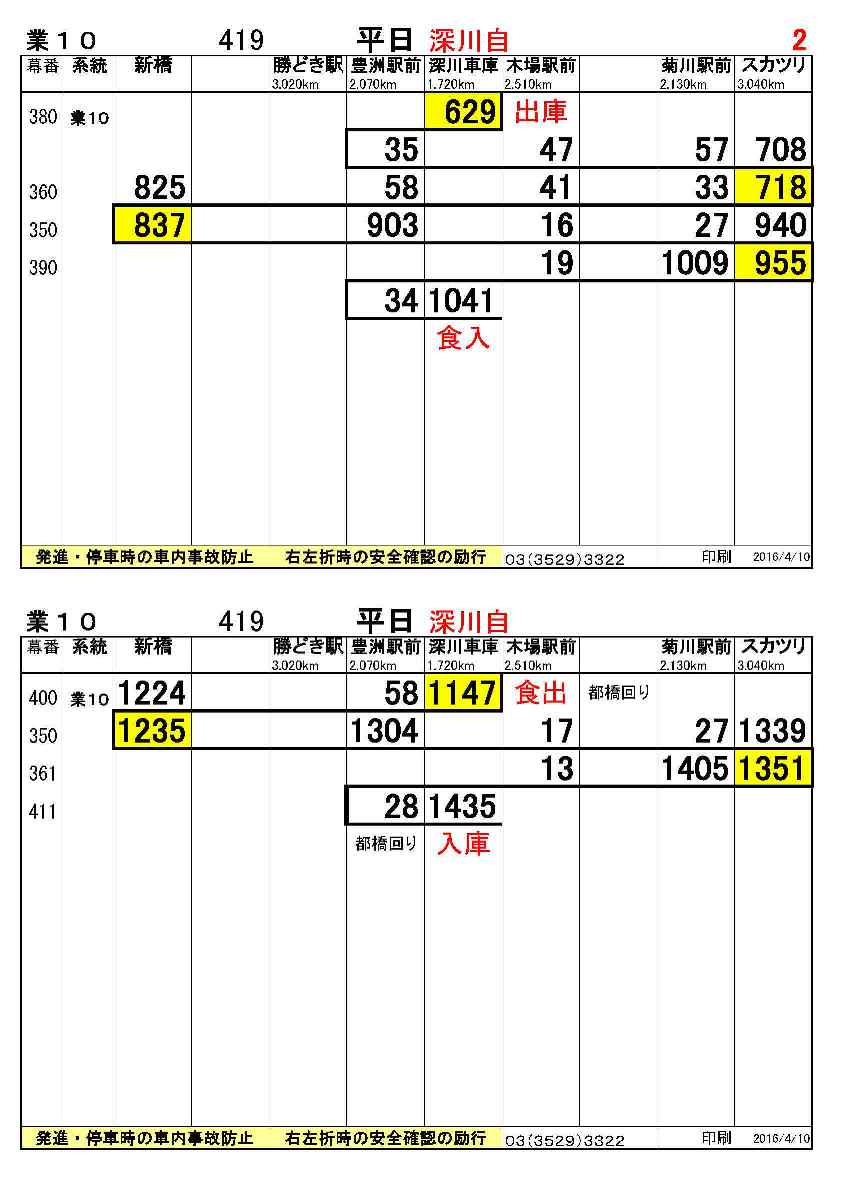 業１０ 419 平日 深川自 2
幕番 系統 新橋 勝どき駅 豊洲駅前 深川車庫 木場駅前 菊川駅前 スカツリ
3.020km 2.070km 1.720km 2.510km 2.130km 3.040km
380 業10 629 出庫
35 47 57 708
360 825 58 41 33 718
350 837 903 16 27 940
390 19 1009 955
34 1041
食入
発進・停車時の車内事故防止 右左折時の安全確認の励行 03(3529)3322 印刷 2016/4/10
業１０ 419 平日 深川自
幕番 系統 新橋 勝どき駅 豊洲駅前 深川車庫 木場駅前 菊川駅前 スカツリ
3.020km 2.070km 1.720km 2.510km 2.130km 3.040km
400 業10 1224 58 1147 食出 都橋回り
350 1235 1304 17 27 1339
361 13 1405 1351
411 28 1435
都橋回り 入庫
発進・停車時の車内事故防止 右左折時の安全確認の励行 03(3529)3322 印刷 2016/4/10